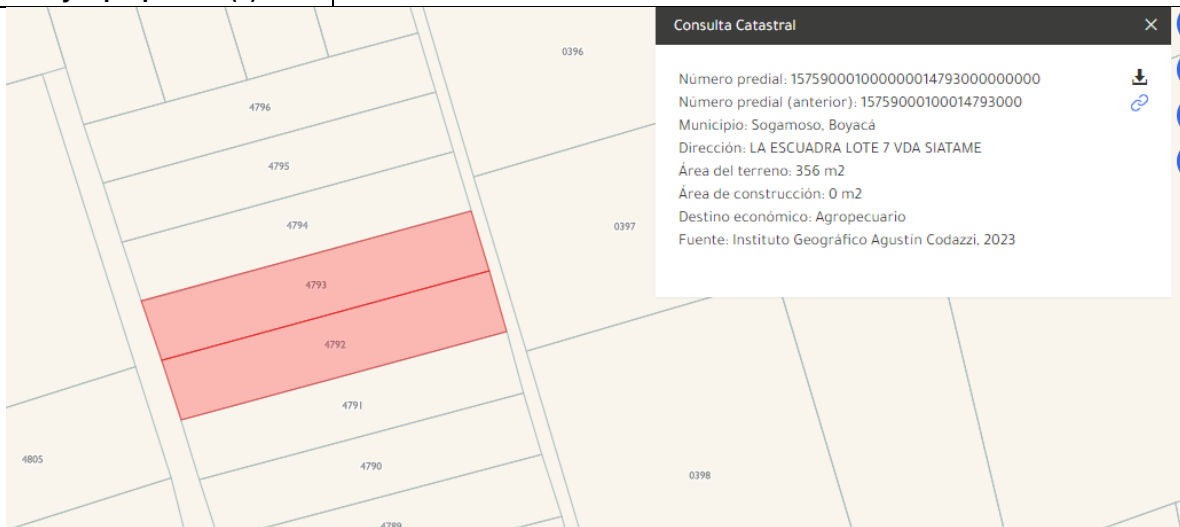 Consulta Catastral
Número predial: 157590001000000014793000000000
Número predial (anterior): 15759000100014793000
Municipio: Sogamoso, Boyacá
Dirección: LA ESCUADRA LOTE 7 VDA SIATAME
Área del terreno: 356 m2
Área de construcción: 0 m2
Destino económico: Agropecuario
Fuente: Instituto Geográfico Agustín Codazzi, 2023
0396
4796
4795
4794
0397
4793
4792
4791
4805
4790
0398
4789